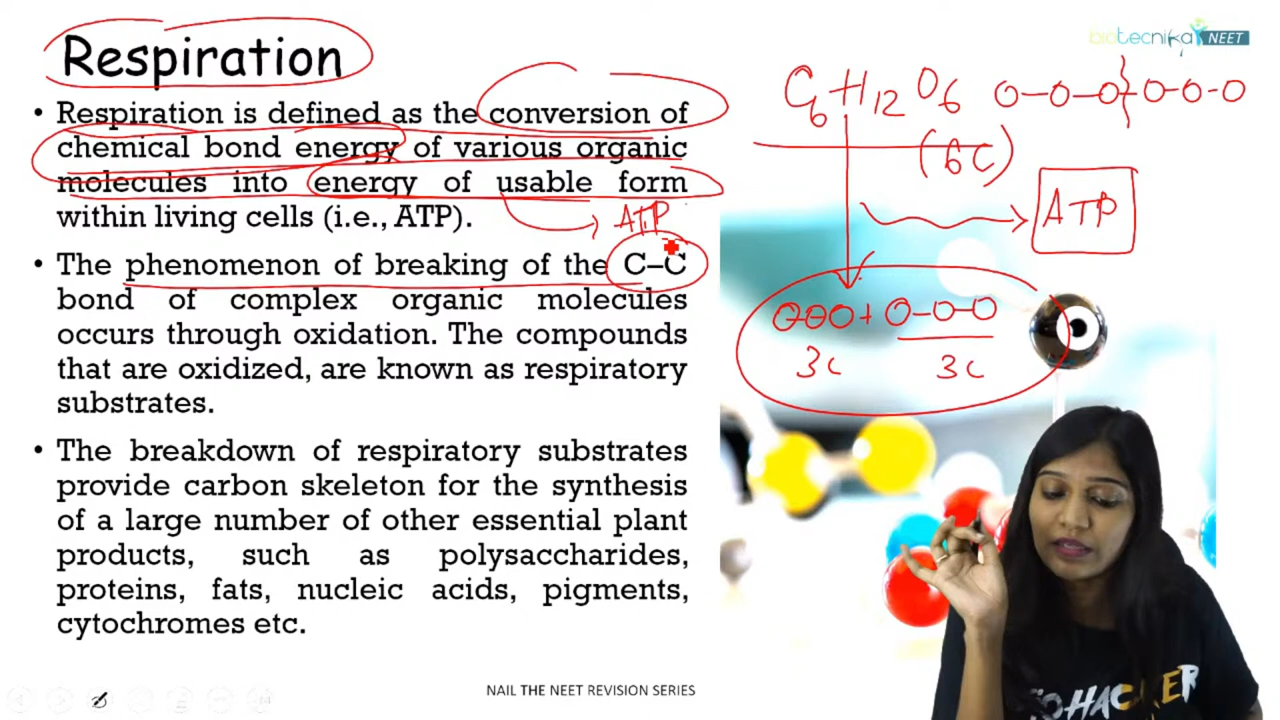 Respiration
biotecnika NEET
• Respiration is defined as the conversion of
chemical bond energy of various organic
molecules into energy of usable form
within living cells (i.e., ATP).
ATP
• The phenomenon of breaking of the C–C
bond of complex organic molecules
occurs through oxidation. The compounds
that are oxidized, are known as respiratory
substrates.
• The breakdown of respiratory substrates
provide carbon skeleton for the synthesis
of a large number of other essential plant
products, such as polysaccharides,
proteins, fats, nucleic acids, pigments,
cytochromes etc.
C6H12O6 O-O-O-O-O-O
(6C)
ATP
OOO + O-O-O
3C 3C
NAIL THE NEET REVISION SERIES